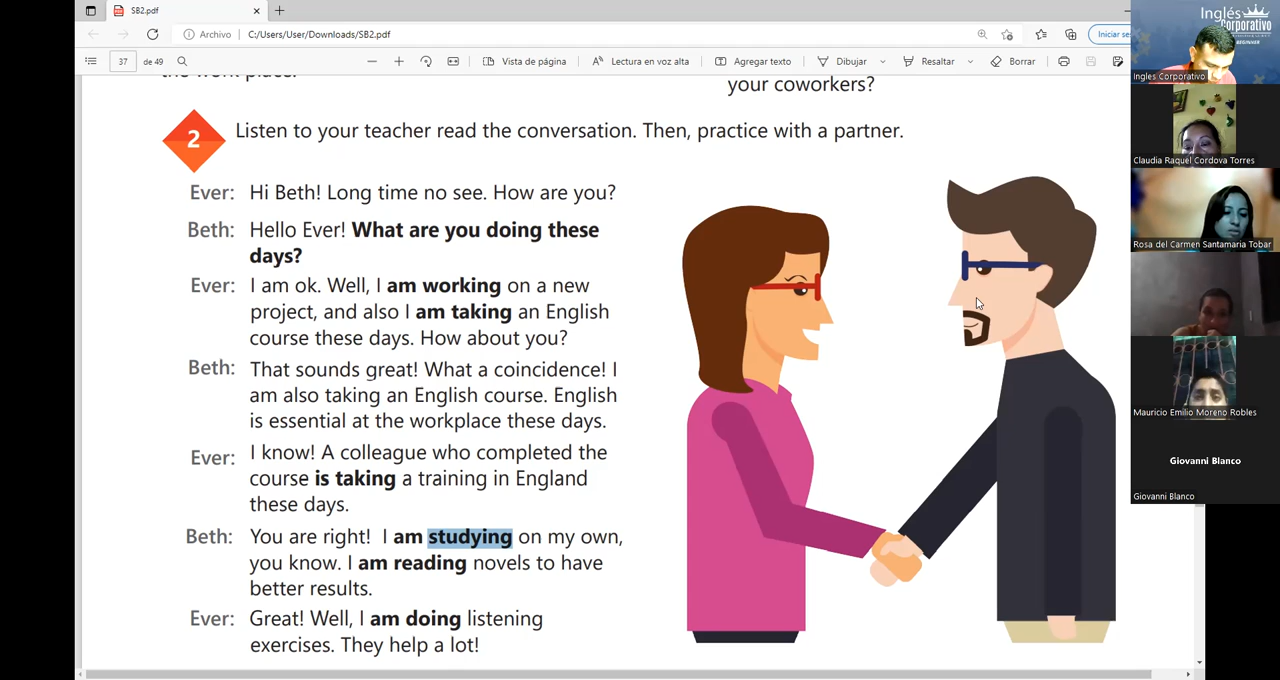 SB2.pdf
Archivo C:/Users/User/Downloads/SB2.pdf
Iniciar se
37 de 49
Vista de página
Lectura en voz alta
Agregar texto
Dibujar
Resaltar
Borrar
your coworkers?
2
Listen to your teacher read the conversation. Then, practice with a partner.
Ever: Hi Beth! Long time no see. How are you?
Beth: Hello Ever! What are you doing these
days?
Ever: I am ok. Well, I am working on a new
project, and also I am taking an English
course these days. How about you?
Beth: That sounds great! What a coincidence! I
am also taking an English course. English
is essential at the workplace these days.
Ever: I know! A colleague who completed the
course is taking a training in England
these days.
Beth: You are right! I am studying on my own,
you know. I am reading novels to have
better results.
Ever: Great! Well, I am doing listening
exercises. They help a lot!
Inglés
Corporativo
BEGINNER
Ingles Corporativo
Claudia Raquel Cordova Torres
Rosa del Carmen Santamaria Tobar
Mauricio Emilio Moreno Robles
Giovanni Blanco
Giovanni Blanco